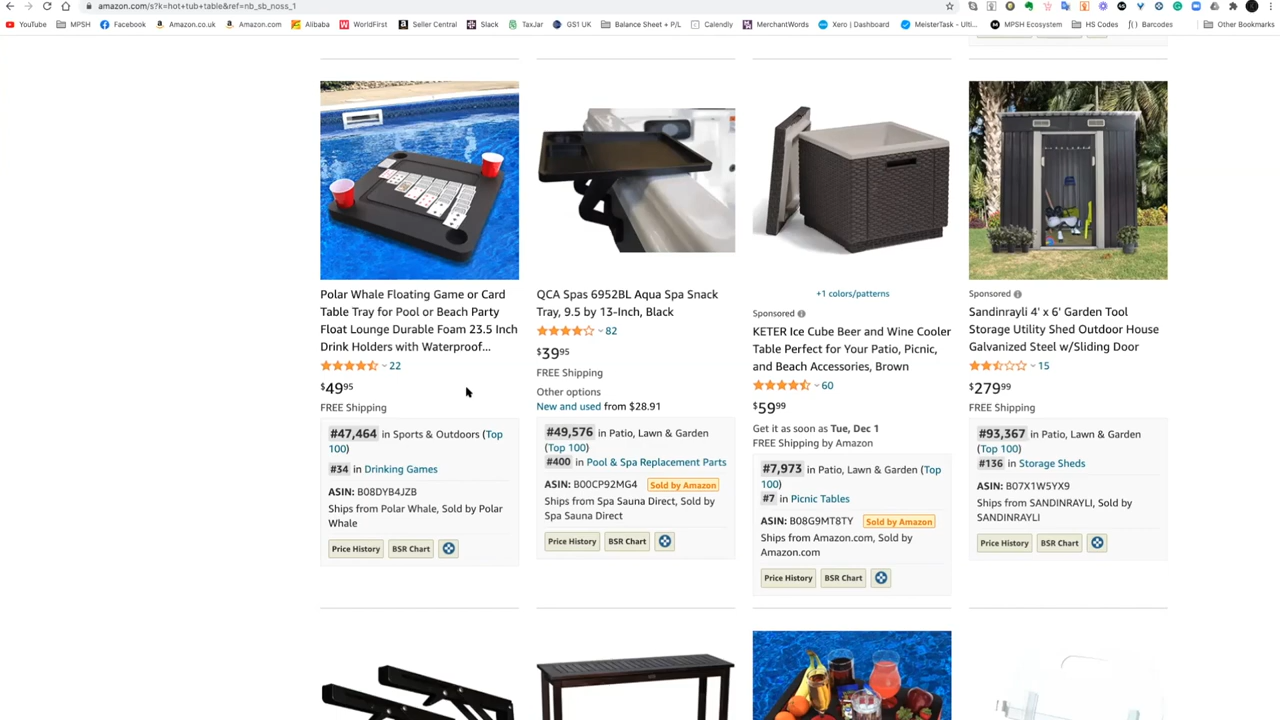 amazon.com/s?k=hot+tub+table&ref=nb_sb_noss_1
YouTube MPSH Facebook Amazon.co.uk Amazon.com Alibaba WorldFirst Seller Central Slack TaxJar GS1 UK Balance Sheet + P/L Calendly MerchantWords Xero | Dashboard MeisterTask - Ulti... MPSH Ecosystem HS Codes Barcodes Other Bookmarks
Polar Whale Floating Game or Card
Table Tray for Pool or Beach Party
Float Lounge Durable Foam 23.5 Inch
Drink Holders with Waterproof...
22
$4995
FREE Shipping
#47,464 in Sports & Outdoors (Top
100)
#34 in Drinking Games
ASIN: B08DYB4JZB
Ships from Polar Whale, Sold by Polar
Whale
Price History BSR Chart
QCA Spas 6952BL Aqua Spa Snack
Tray, 9.5 by 13-Inch, Black
82
$3995
FREE Shipping
Other options
New and used from $28.91
#49,576 in Patio, Lawn & Garden
(Top 100)
#400 in Pool & Spa Replacement Parts
ASIN: B00CP92MG4 Sold by Amazon
Ships from Spa Sauna Direct, Sold by
Spa Sauna Direct
Price History BSR Chart
+1 colors/patterns
Sponsored
KETER Ice Cube Beer and Wine Cooler
Table Perfect for Your Patio, Picnic,
and Beach Accessories, Brown
60
$5999
Get it as soon as Tue, Dec 1
FREE Shipping by Amazon
#7,973 in Patio, Lawn & Garden (Top
100)
#7 in Picnic Tables
ASIN: B08G9MT8TY Sold by Amazon
Ships from Amazon.com, Sold by
Amazon.com
Price History BSR Chart
Sponsored
Sandinrayli 4' x 6' Garden Tool
Storage Utility Shed Outdoor House
Galvanized Steel w/Sliding Door
15
$27999
FREE Shipping
#93,367 in Patio, Lawn & Garden
(Top 100)
#136 in Storage Sheds
ASIN: B07X1W5YX9
Ships from SANDINRAYLI, Sold by
SANDINRAYLI
Price History BSR Chart